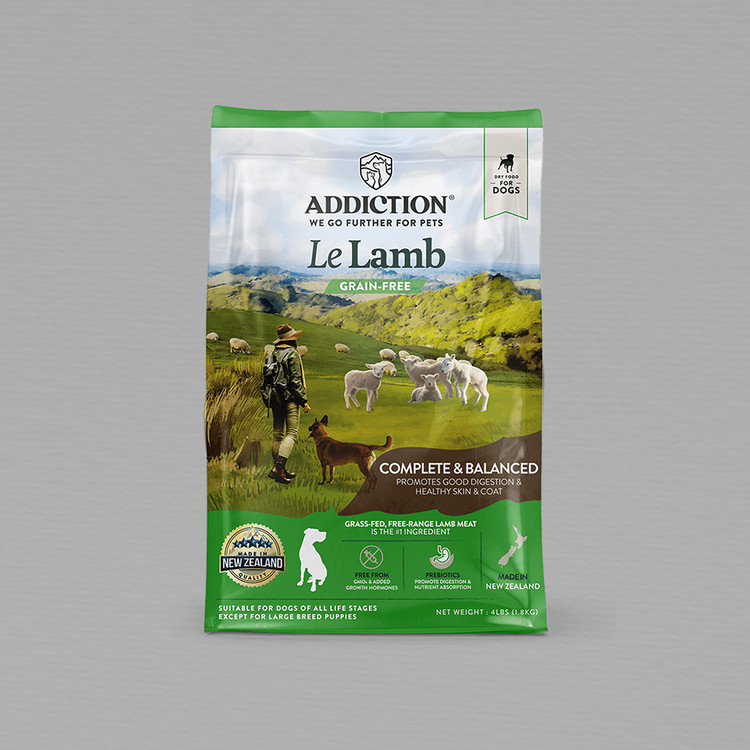 DRY FOOD
FOR
DOGS
ADDICTION®
WE GO FURTHER FOR PETS
Le Lamb
GRAIN-FREE
COMPLETE & BALANCED
PROMOTES GOOD DIGESTION &
HEALTHY SKIN & COAT
GRASS-FED, FREE-RANGE LAMB MEAT
IS THE #1 INGREDIENT
MADE IN
NEW ZEALAND
QUALITY
FREE FROM
GMOs & ADDED
GROWTH HORMONES
PREBIOTICS
PROMOTE DIGESTION &
NUTRIENT ABSORPTION
MADE IN
NEW ZEALAND
SUITABLE FOR DOGS OF ALL LIFE STAGES
EXCEPT FOR LARGE BREED PUPPIES
NET WEIGHT : 4LBS (1.8KG)